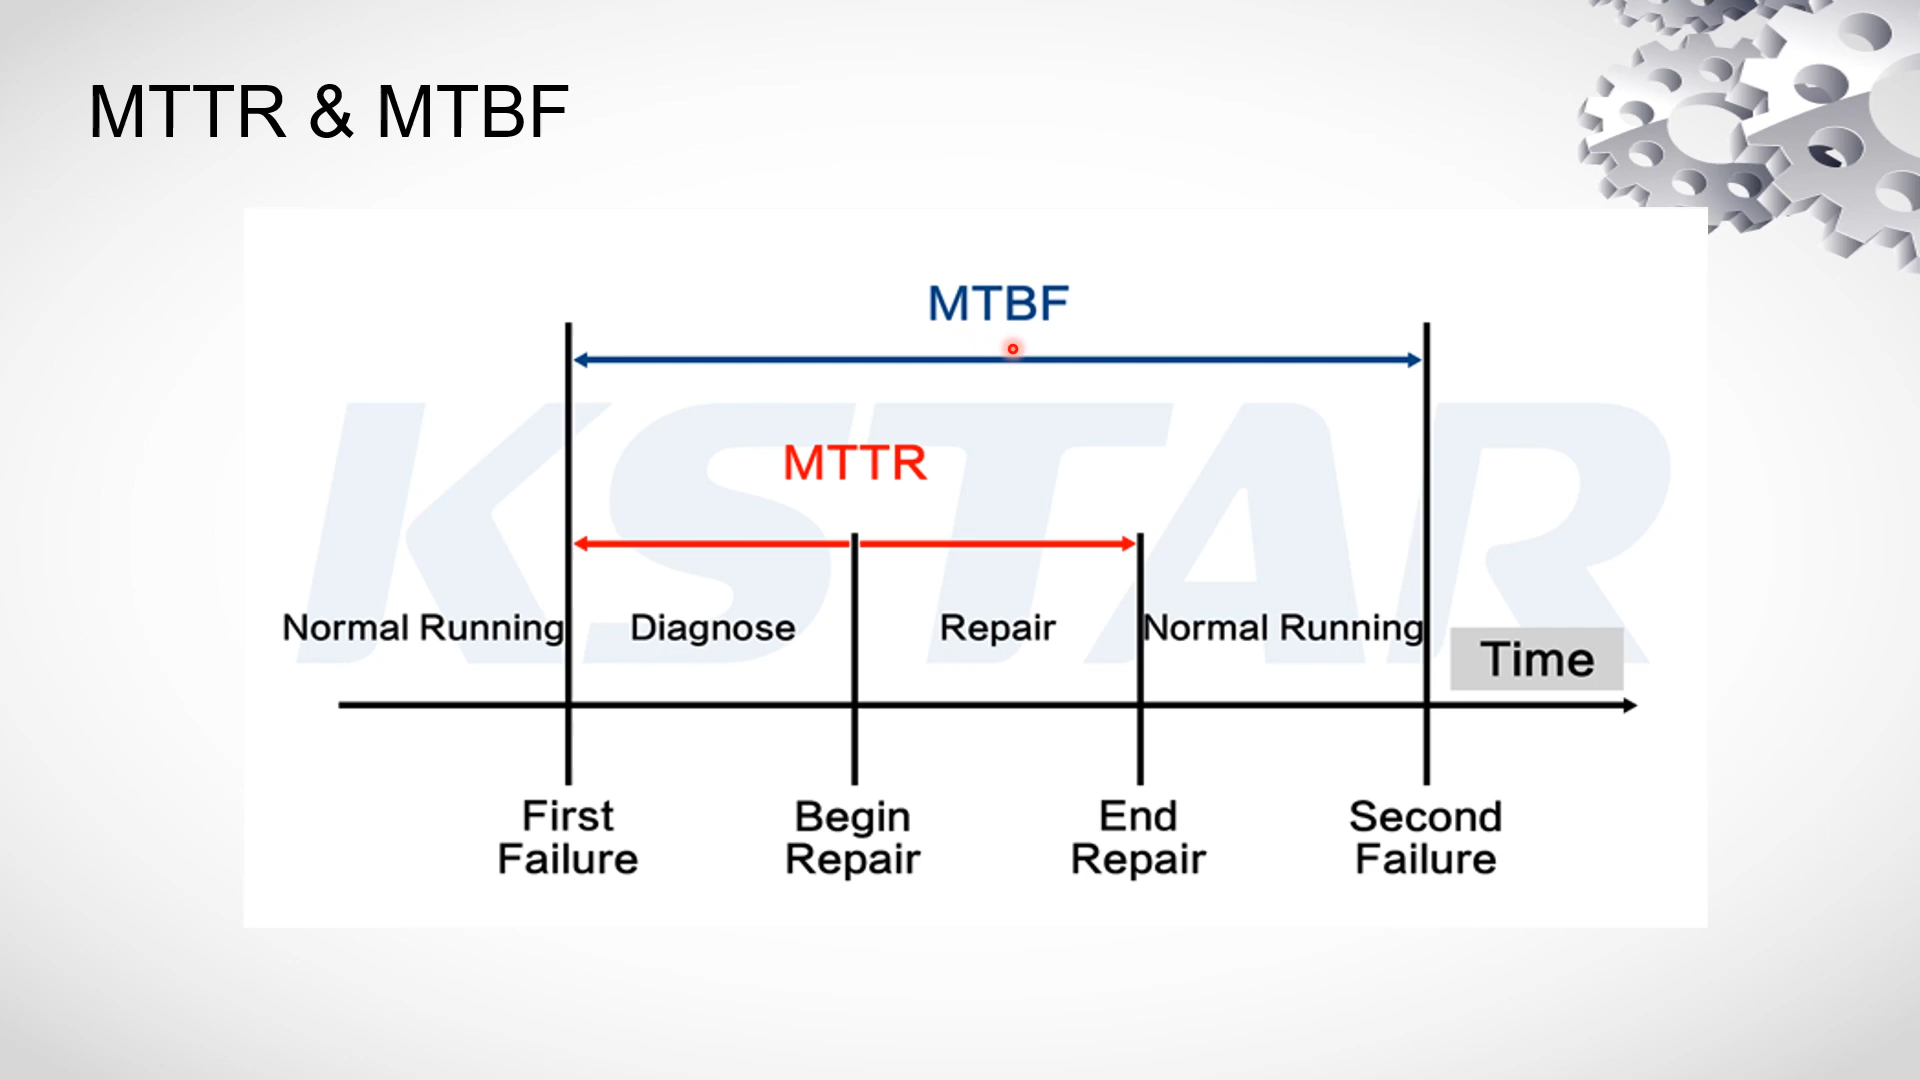 MTTR & MTBF
MTBF
MTTR
KSTAR
Normal Running
Diagnose
Repair
Normal Running
Time
First
Failure
Begin
Repair
End
Repair
Second
Failure